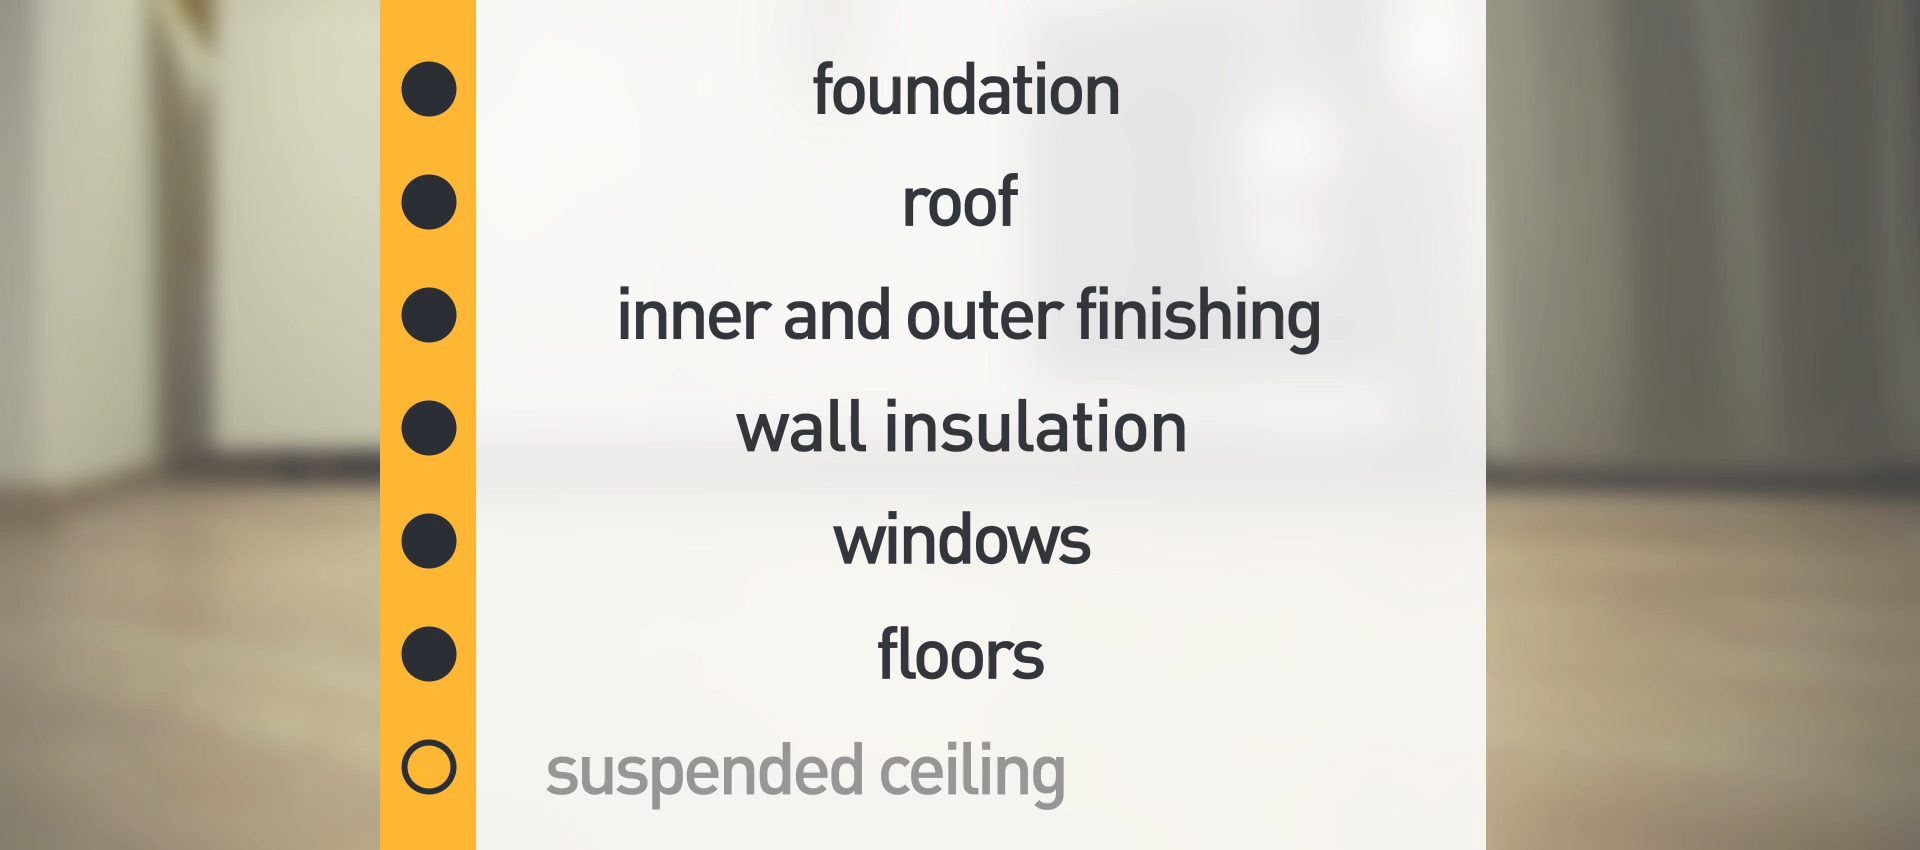 foundation
roof
inner and outer finishing
wall insulation
windows
floors
suspended ceiling